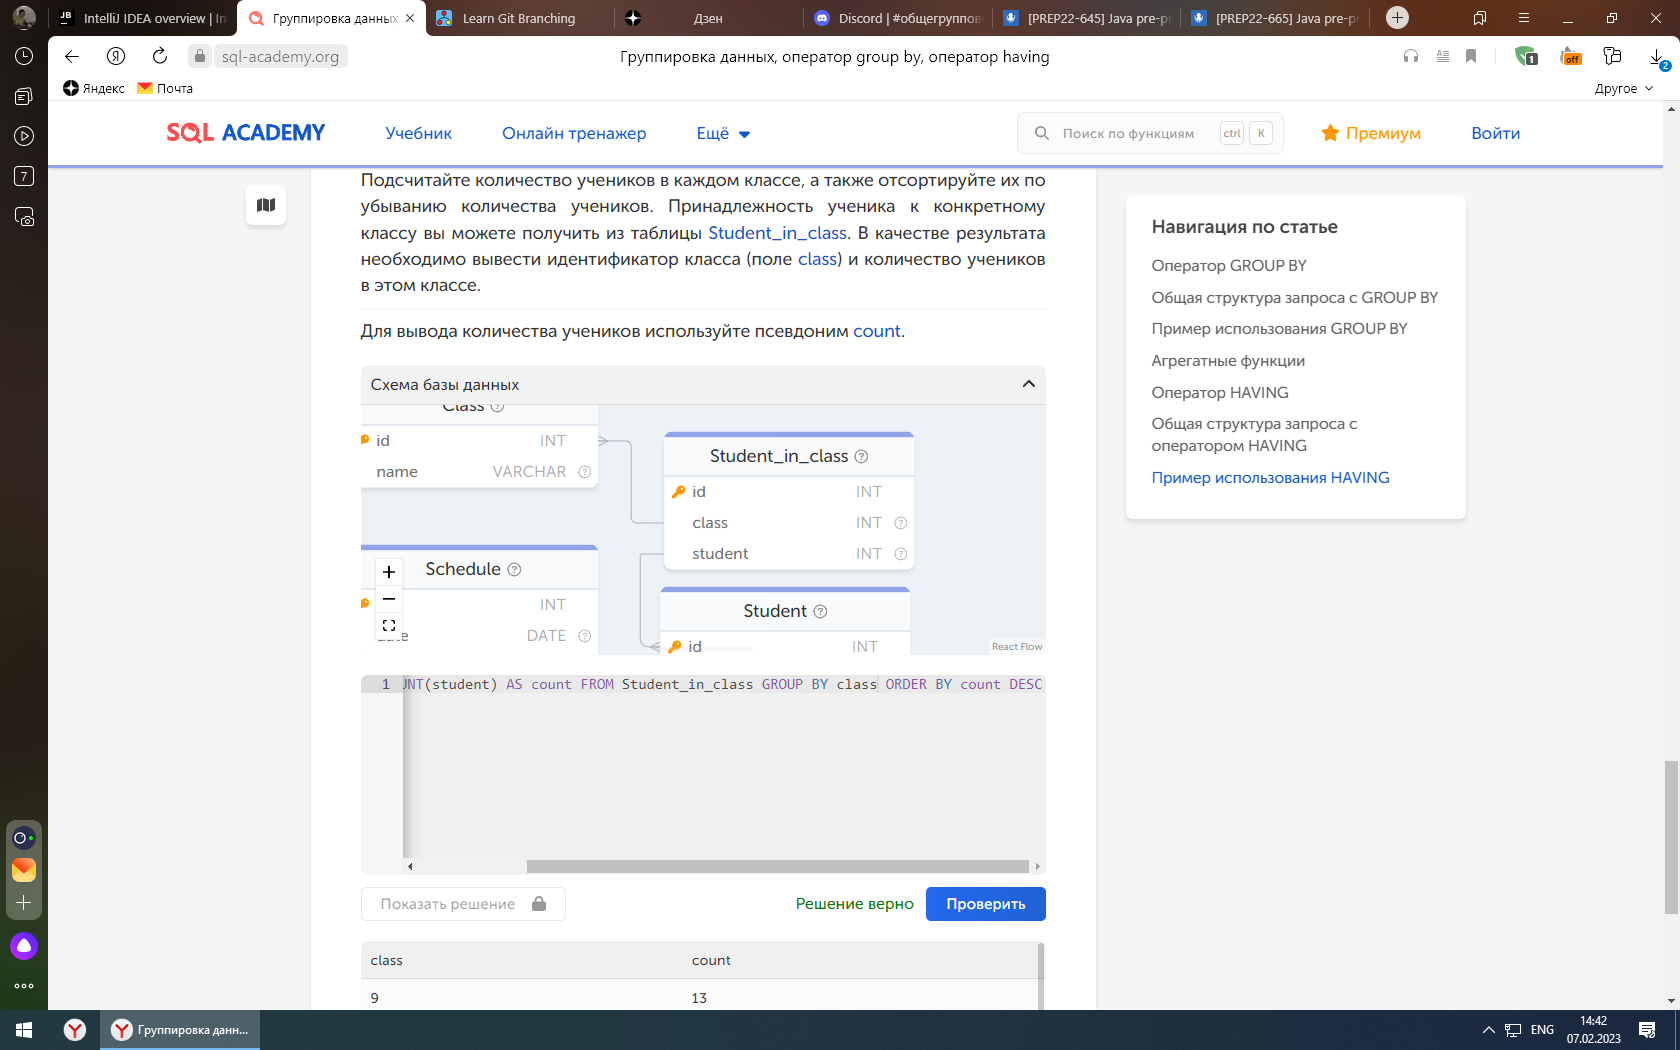 IntelliJ IDEA overview | In
Группировка данных,
Learn Git Branching
Дзен
Discord | #общегруппов
[PREP22-645] Java pre-pr
[PREP22-665] Java pre-pr
sql-academy.org
Группировка данных, оператор group by, оператор having
1
off
2
Яндекс
Почта
Другое
7
SQL ACADEMY
Учебник
Онлайн тренажер
Ещё
Поиск по функциям
ctrl
K
Премиум
Войти
Подсчитайте количество учеников в каждом классе, а также отсортируйте их по
убыванию количества учеников. Принадлежность ученика к конкретному
классу вы можете получить из таблицы Student_in_class. В качестве результата
необходимо вывести идентификатор класса (поле class) и количество учеников
в этом классе.
Для вывода количества учеников используйте псевдоним count.
Схема базы данных
Class
id INT
name VARCHAR
Student_in_class
id INT
class INT
student INT
Schedule
INT
date DATE
Student
id INT
React Flow
1 UNT(student) AS count FROM Student_in_class GROUP BY class ORDER BY count DESC
Показать решение
Решение верно
Проверить
class count
9 13
Навигация по статье
Оператор GROUP BY
Общая структура запроса с GROUP BY
Пример использования GROUP BY
Агрегатные функции
Оператор HAVING
Общая структура запроса с
оператором HAVING
Пример использования HAVING
Группировка данн...
ENG
14:42
07.02.2023